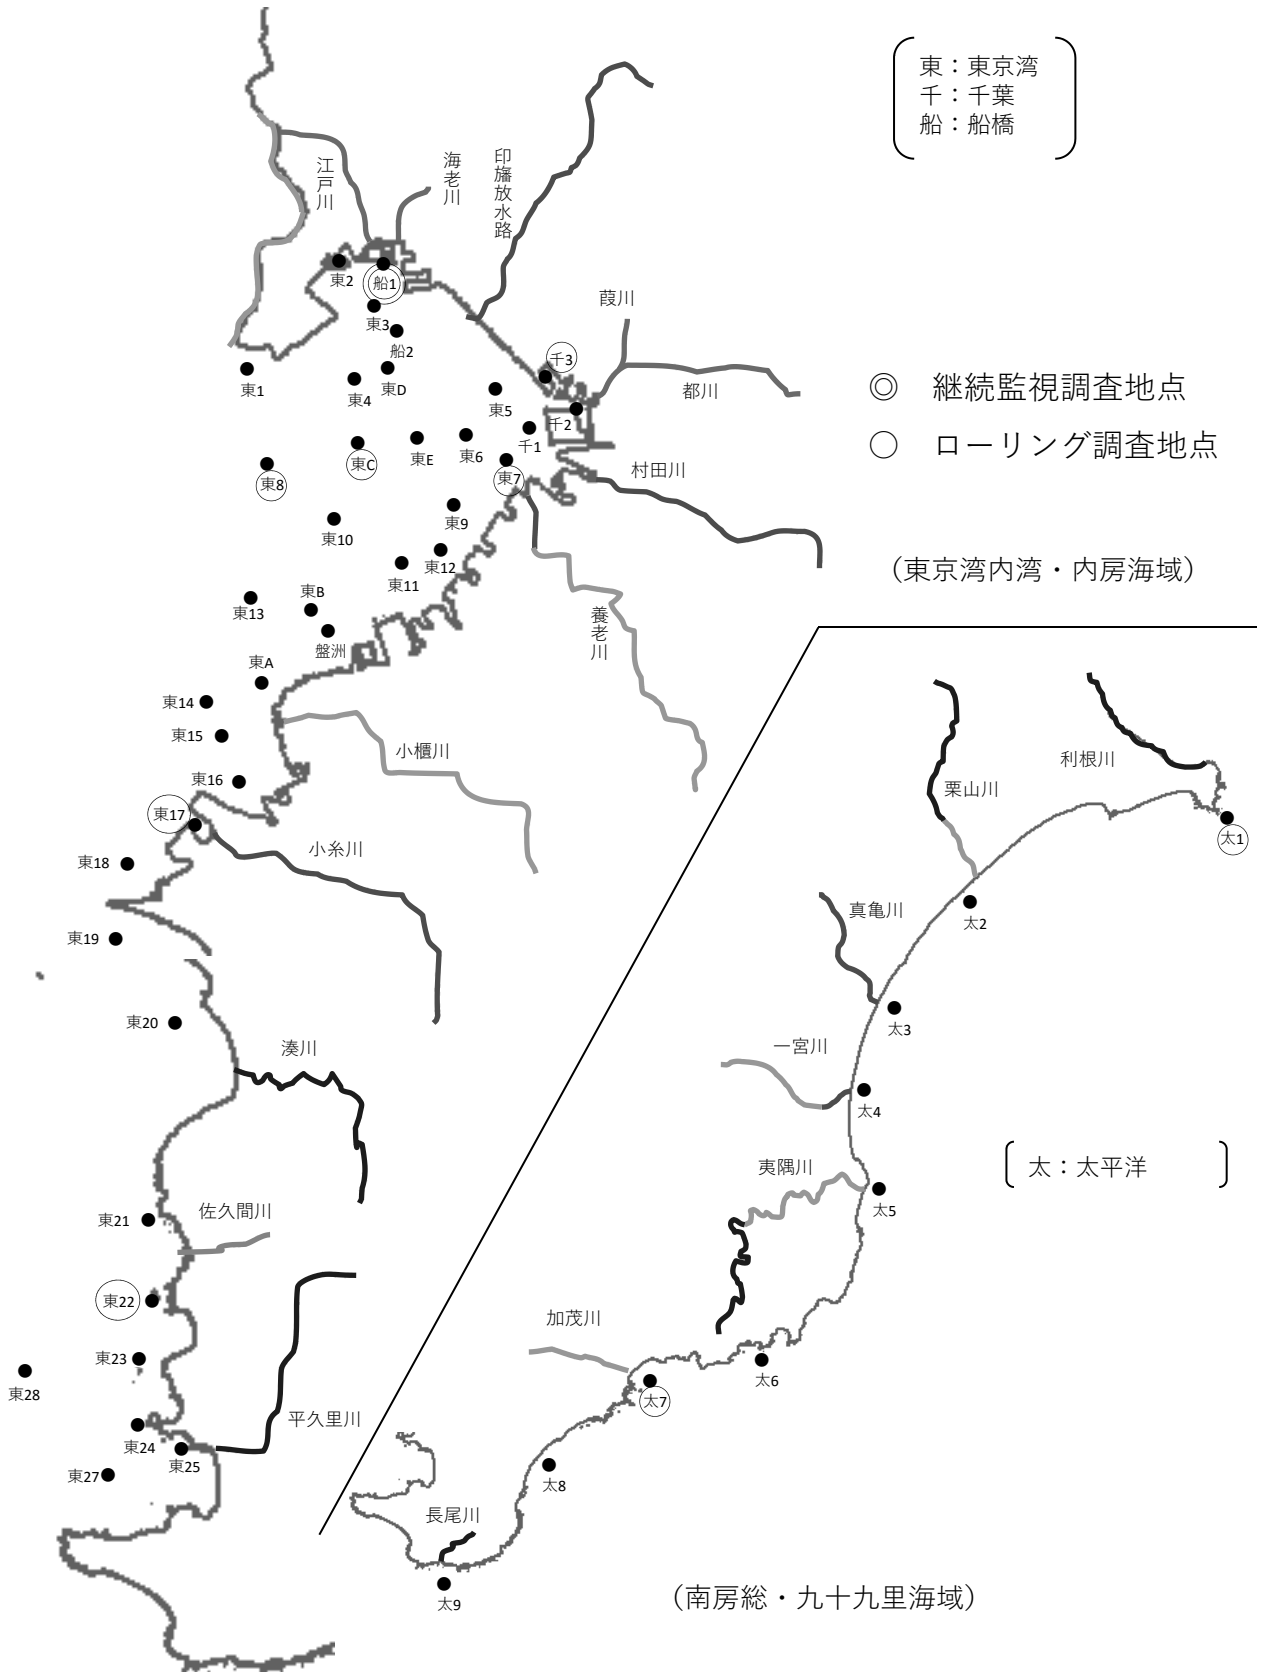 東：東京湾
千：千葉
船：船橋
江戸川
海老川
印旛放水路
東2
船1
東3
船2
葭川
千3
都川
東1
東4
東D
東5
千2
千1
◎ 継続監視調査地点
○ ローリング調査地点
東8
東C
東E
東6
東7
村田川
東10
東9
東12
東11
（東京湾内湾・内房海域）
東13
東B
盤洲
養老川
東A
東14
東15
東16
小櫃川
東17
小糸川
東18
東19
東20
湊川
東21
佐久間川
東22
東23
東28
東24
東25
東27
平久里川
利根川
栗山川
太1
太2
真亀川
太3
一宮川
太4
太：太平洋
夷隅川
太5
加茂川
太6
太7
太8
長尾川
太9
（南房総・九十九里海域）